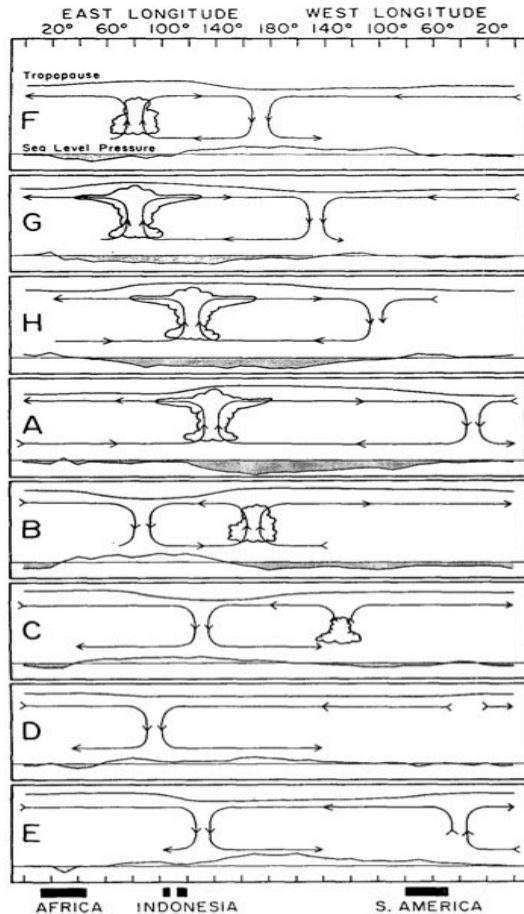 EAST LONGITUDE WEST LONGITUDE
20° 60° 100° 140° 180° 140° 100° 60° 20°
Tropopause
F
Sea Level Pressure
G
H
A
B
C
D
E
AFRICA INDONESIA S. AMERICA